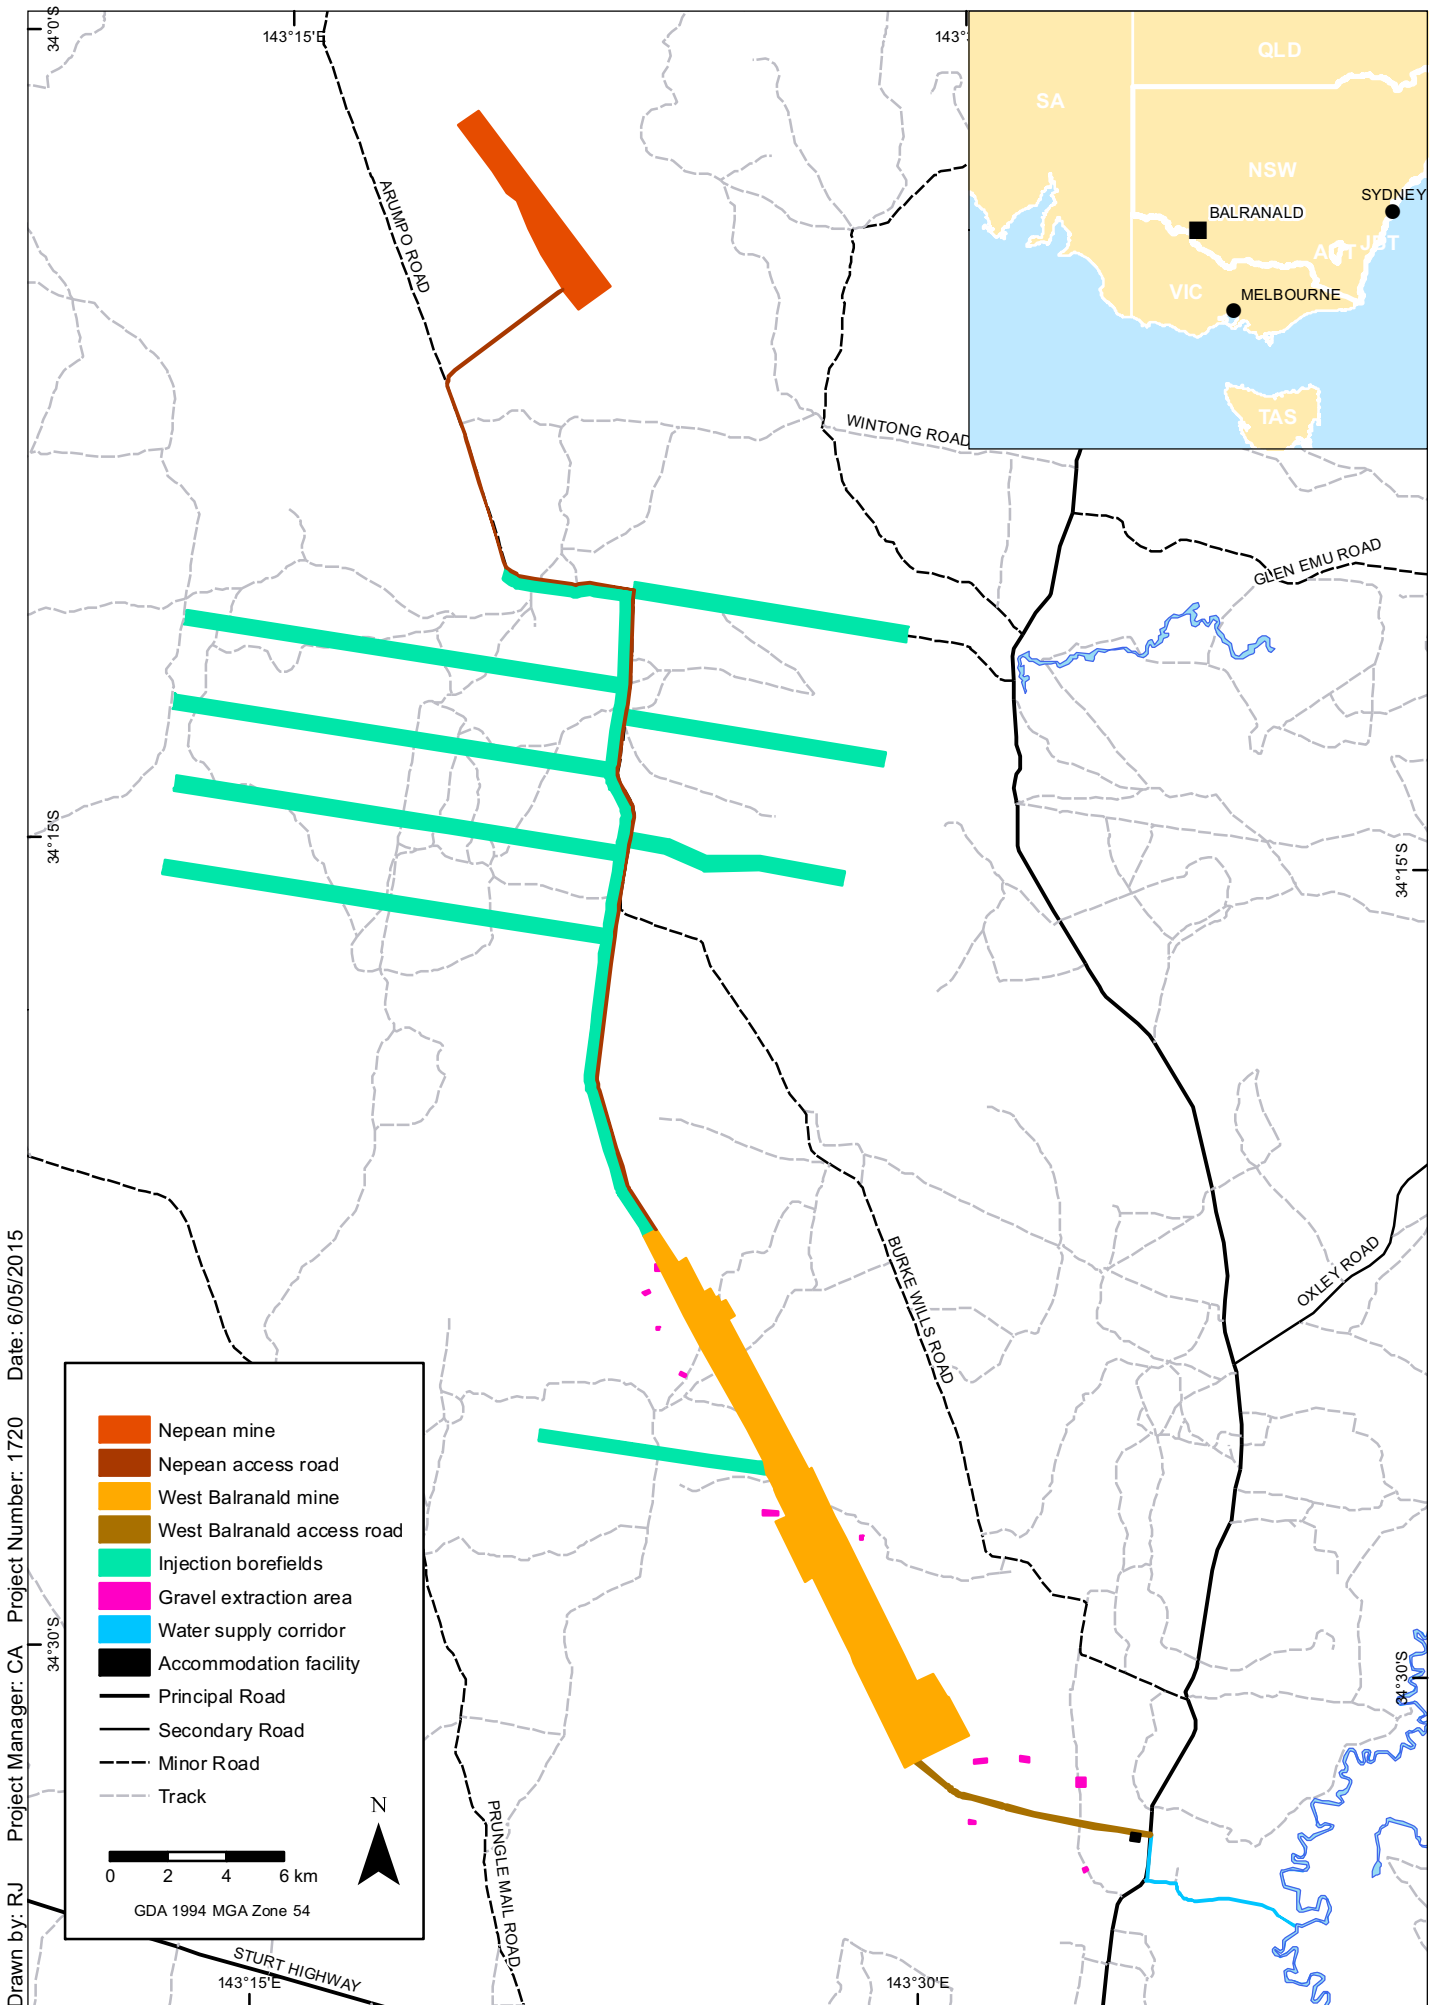 34°0'S
143°15'E
143°
QLD
SA
NSW
SYDNEY
BALRANALD
ACT
JBT
VIC
MELBOURNE
TAS
ARUMPO ROAD
WINTONG ROAD
GLEN EMU ROAD
34°15'S
34°15'S
BURKE WILLS ROAD
OXLEY ROAD
Nepean mine
Nepean access road
West Balranald mine
West Balranald access road
Injection borefields
Gravel extraction area
Water supply corridor
Accommodation facility
Principal Road
Secondary Road
Minor Road
Track
N
0 2 4 6 km
GDA 1994 MGA Zone 54
34°30'S
34°30'S
PRUNGLE MAIL ROAD
STURT HIGHWAY
143°15'E
143°30'E
Drawn by: RJ Project Manager: CA Project Number: 1720 Date: 6/05/2015